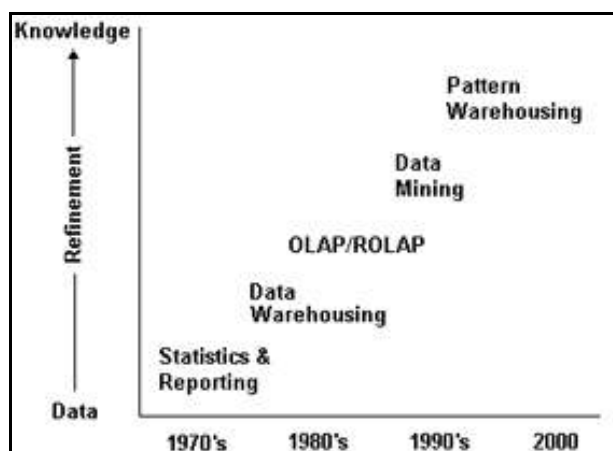 Knowledge
Pattern
Warehousing
Data
Mining
Refinement
OLAP/ROLAP
Data
Warehousing
Statistics &
Reporting
Data
1970's 1980's 1990's 2000